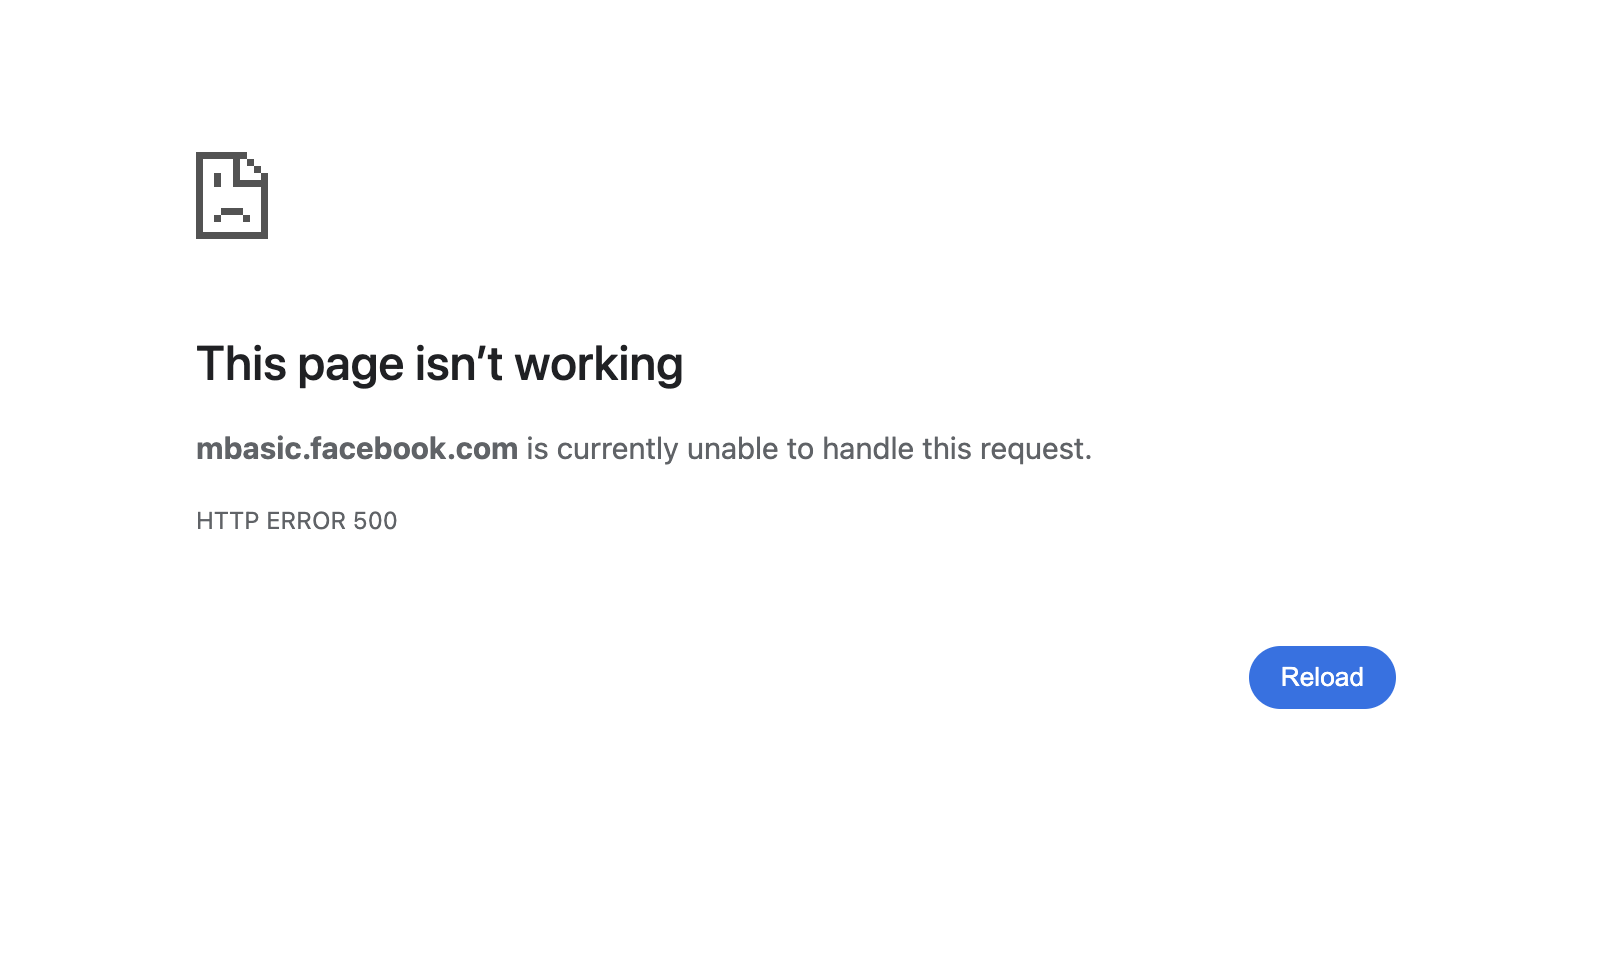 This page isn’t working
mbasic.facebook.com is currently unable to handle this request.
HTTP ERROR 500
Reload